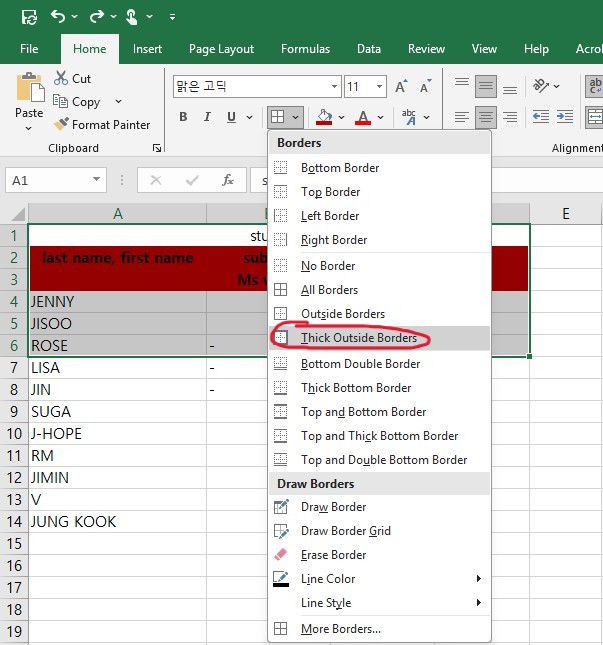 File Home Insert Page Layout Formulas Data Review View Help Acro
Paste
Cut
Copy
Format Painter
Clipboard
맑은 고딕 11 A A
B I U A abc
ab
Alignment
A1 fx s
A E
1 stu
2 last name, first name sub
3 Ms
4 JENNY
5 JISOO
6 ROSE -
7 LISA -
8 JIN -
9 SUGA
10 J-HOPE
11 RM
12 JIMIN
13 V
14 JUNG KOOK
15
16
17
18
19
Borders
Bottom Border
Top Border
Left Border
Right Border
No Border
All Borders
Outside Borders
Thick Outside Borders
Bottom Double Border
Thick Bottom Border
Top and Bottom Border
Top and Thick Bottom Border
Top and Double Bottom Border
Draw Borders
Draw Border
Draw Border Grid
Erase Border
Line Color
Line Style
More Borders...